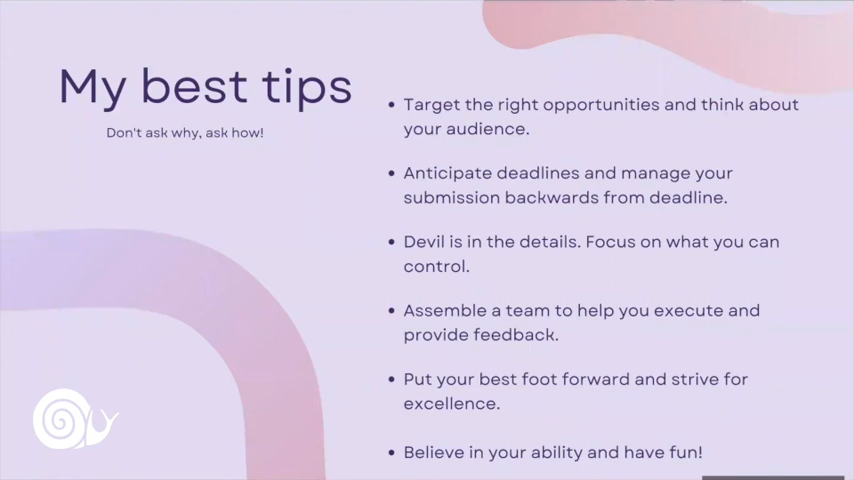 My best tips
Don't ask why, ask how!
• Target the right opportunities and think about
your audience.
• Anticipate deadlines and manage your
submission backwards from deadline.
• Devil is in the details. Focus on what you can
control.
• Assemble a team to help you execute and
provide feedback.
• Put your best foot forward and strive for
excellence.
• Believe in your ability and have fun!